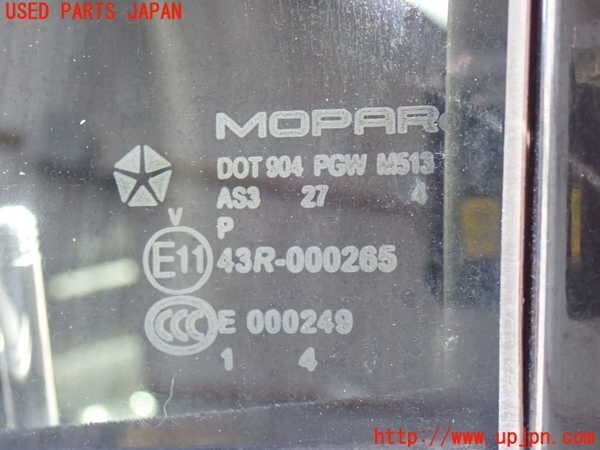 USED PARTS JAPAN
MOPAR
DOT 904 PGW M513
AS3 27 4
V P
E11 43R-000265
CCC E 000249
1 4
http://www.upjpn.com